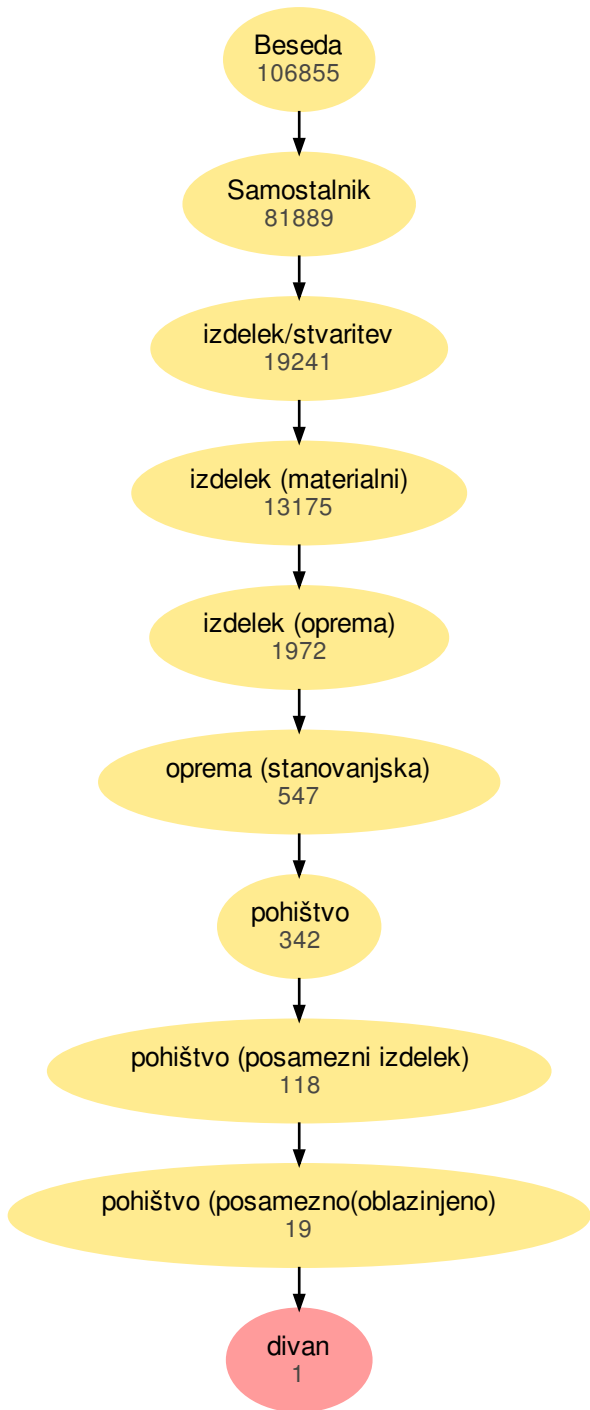 Beseda
106855
Samostalnik
81889
izdelek/stvaritev
19241
izdelek (materialni)
13175
izdelek (oprema)
1972
oprema (stanovanjska)
547
pohištvo
342
pohištvo (posamezni izdelek)
118
pohištvo (posamezno(oblazinjeno)
19
divan
1